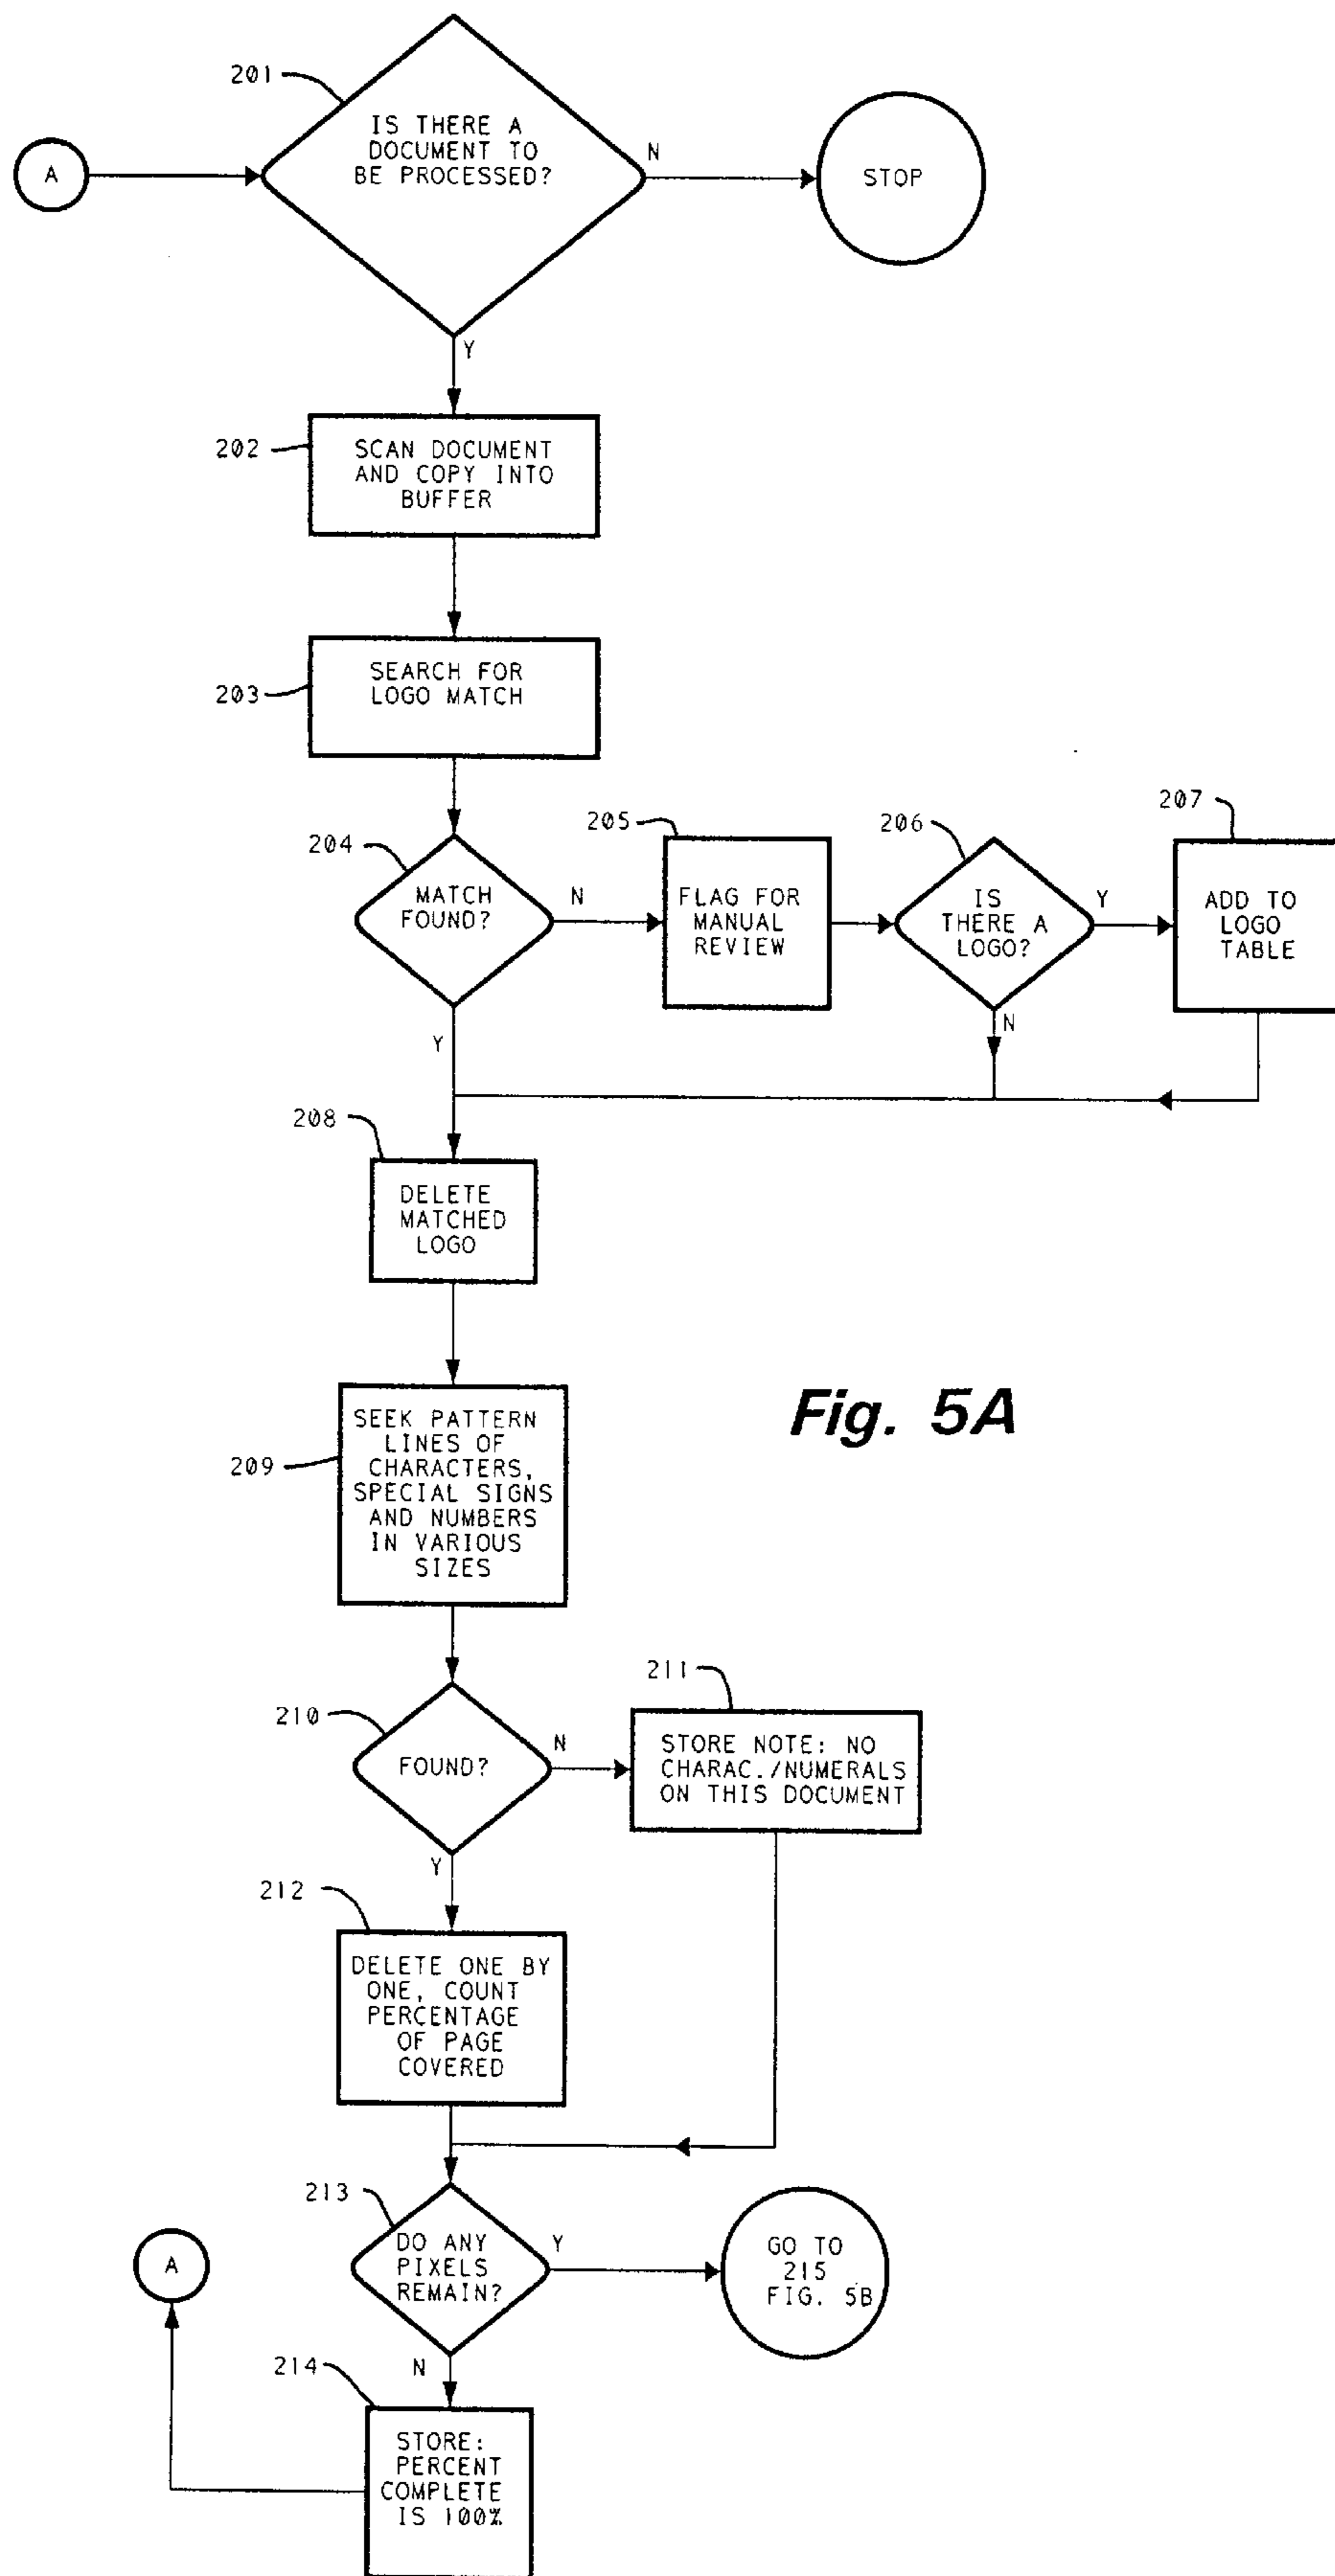 201
IS THERE A
DOCUMENT TO
BE PROCESSED?
A
N
STOP
Y
202
SCAN DOCUMENT
AND COPY INTO
BUFFER
203
SEARCH FOR
LOGO MATCH
204
MATCH
FOUND?
N
Y
205
FLAG FOR
MANUAL
REVIEW
206
IS
THERE A
LOGO?
Y
N
207
ADD TO
LOGO
TABLE
208
DELETE
MATCHED
LOGO
Fig. 5A
209
SEEK PATTERN
LINES OF
CHARACTERS,
SPECIAL SIGNS
AND NUMBERS
IN VARIOUS
SIZES
210
FOUND?
N
Y
211
STORE NOTE: NO
CHARAC./NUMERALS
ON THIS DOCUMENT
212
DELETE ONE BY
ONE, COUNT
PERCENTAGE
OF PAGE
COVERED
213
DO ANY
PIXELS
REMAIN?
Y
N
GO TO
215
FIG. 5B
A
214
STORE:
PERCENT
COMPLETE
IS 100%